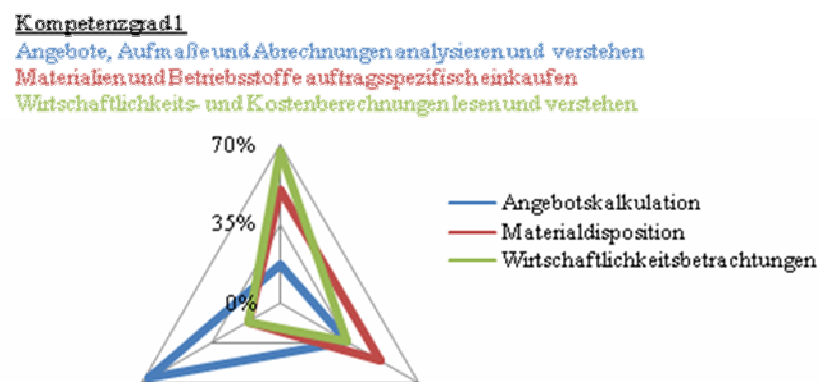 Kompetenzgrad 1
Angebote, Aufmaße und Abrechnungen analysieren und verstehen
Materialien und Betriebsstoffe auftragsspezifisch einkaufen
Wirtschaftlichkeits- und Kostenberechnungen lesen und verstehen
70%
35%
0%
Angebotskalkulation
Materialdisposition
Wirtschaftlichkeitsbetrachtungen